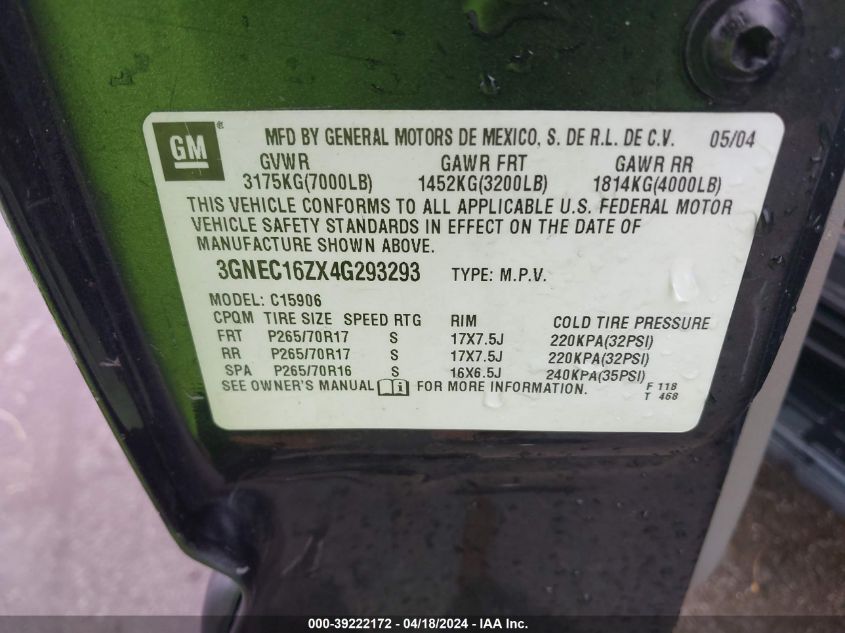 GM® MFD BY GENERAL MOTORS DE MEXICO, S. DE R.L. DE C.V. 05/04
GVWR GAWR FRT GAWR RR
3175KG(7000LB) 1452KG(3200LB) 1814KG(4000LB)
THIS VEHICLE CONFORMS TO ALL APPLICABLE U.S. FEDERAL MOTOR
VEHICLE SAFETY STANDARDS IN EFFECT ON THE DATE OF
MANUFACTURE SHOWN ABOVE.
3GNEC16ZX4G293293 TYPE: M.P.V.
MODEL: C15906
CPQM TIRE SIZE SPEED RTG RIM COLD TIRE PRESSURE
FRT P265/70R17 S 17X7.5J 220KPA(32PSI)
RR P265/70R17 S 17X7.5J 220KPA(32PSI)
SPA P265/70R16 S 16X6.5J 240KPA(35PSI)
SEE OWNER'S MANUAL i FOR MORE INFORMATION. F 118
T 468
000-39222172 / 04/18/2024 - IAA Inc.